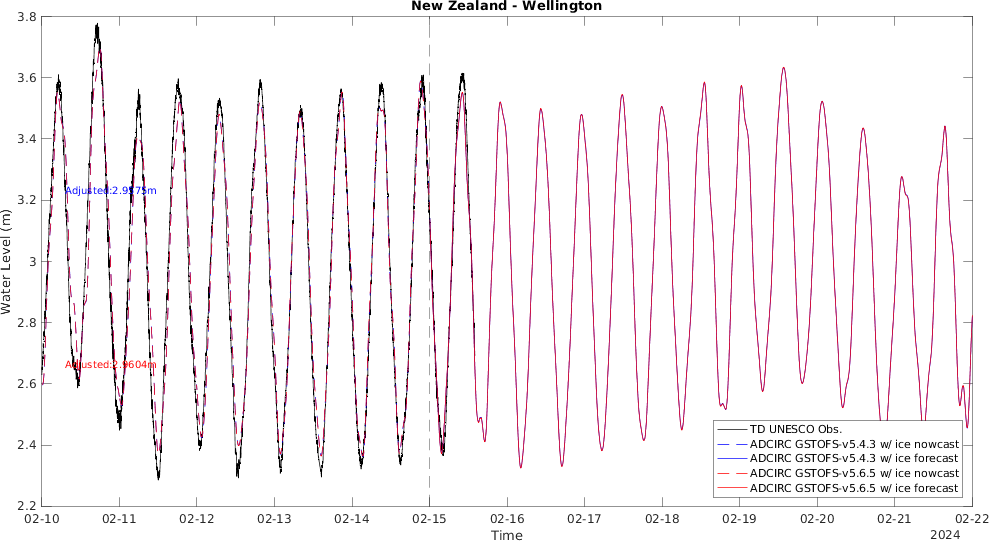 New Zealand - Wellington
3.8
3.6
3.4
3.2
3
2.8
2.6
2.4
2.2
Water Level (m)
Adjusted:2.9575m
Adjusted:2.9604m
TD UNESCO Obs.
ADCIRC GSTOFS-v5.4.3 w/ ice nowcast
ADCIRC GSTOFS-v5.4.3 w/ ice forecast
ADCIRC GSTOFS-v5.6.5 w/ ice nowcast
ADCIRC GSTOFS-v5.6.5 w/ ice forecast
02-10 02-11 02-12 02-13 02-14 02-15 02-16 02-17 02-18 02-19 02-20 02-21 02-22
Time
2024